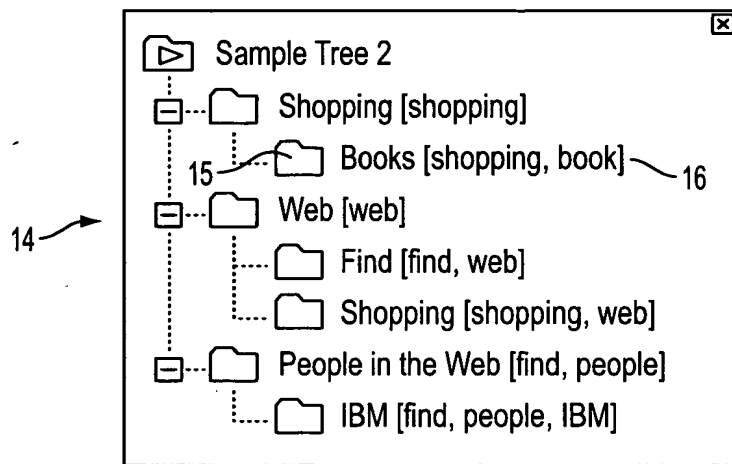 Sample Tree 2
Shopping [shopping]
15 Books [shopping, book] 16
Web [web]
14
Find [find, web]
Shopping [shopping, web]
People in the Web [find, people]
IBM [find, people, IBM]